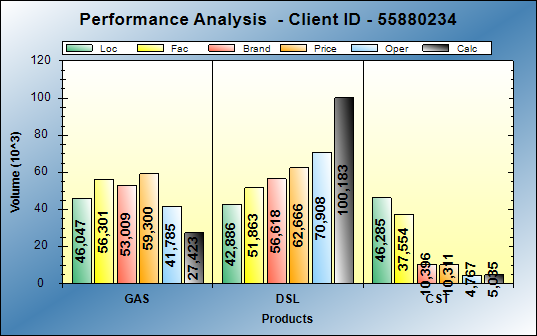 Performance Analysis - Client ID - 55880234
Loc Fac Brand Price Oper Calc
Volume (10^3)
120
100
80
60
40
20
0
46,047 56,301 53,009 59,300 41,785 27,423
42,886 51,863 56,618 62,666 70,908 100,183
46,285 37,554 10,396 10,311 4,767 5,085
GAS DSL CST
Products